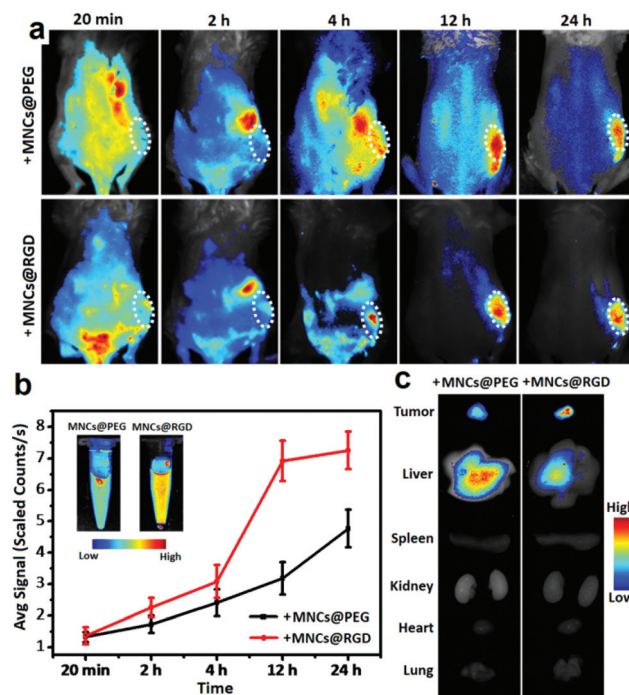 a
20 min 2 h 4 h 12 h 24 h
+MNCs@PEG
+MNCs@RGD
b
Avg Signal (Scaled Counts/s)
8
7
6
5
4
3
2
1
MNCs@PEG MNCs@RGD
Low High
+MNCs@PEG
+MNCs@RGD
20 min 2 h 4 h 12 h 24 h
Time
c
+MNCs@PEG +MNCs@RGD
Tumor
Liver
Spleen
Kidney
Heart
Lung
High
Low